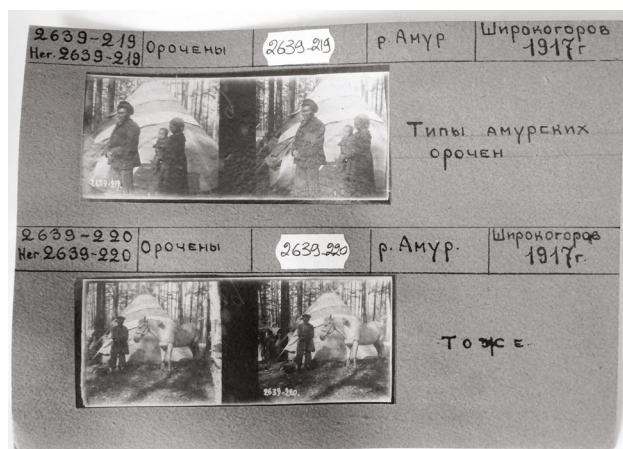 2639-219
Нег. 2639-219
Орочены
2639-219
р. Амур
Широкогоров
1917г
Типы амурских
орочен
2639-219.
2639-220
Нег. 2639-220
Орочены
2639-220
р. Амур.
Широкогоров
1917г.
Тоже
2639-220.